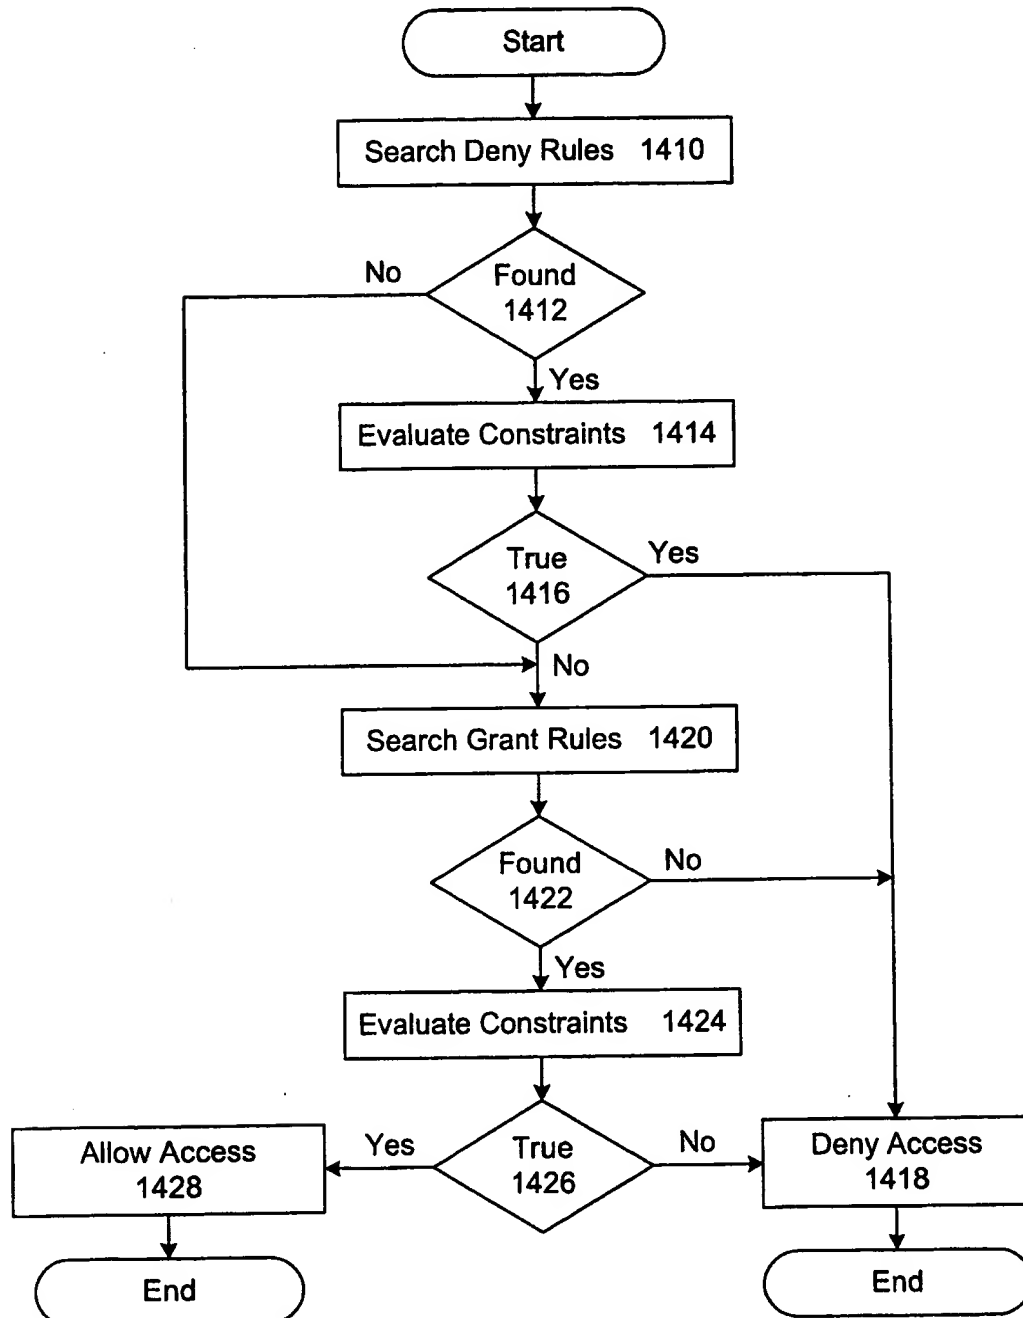 Start
Search Deny Rules 1410
No
Found
1412
Yes
Evaluate Constraints 1414
True
1416
Yes
No
Search Grant Rules 1420
Found
1422
No
Yes
Evaluate Constraints 1424
Allow Access
1428
Yes
True
1426
No
Deny Access
1418
End
End